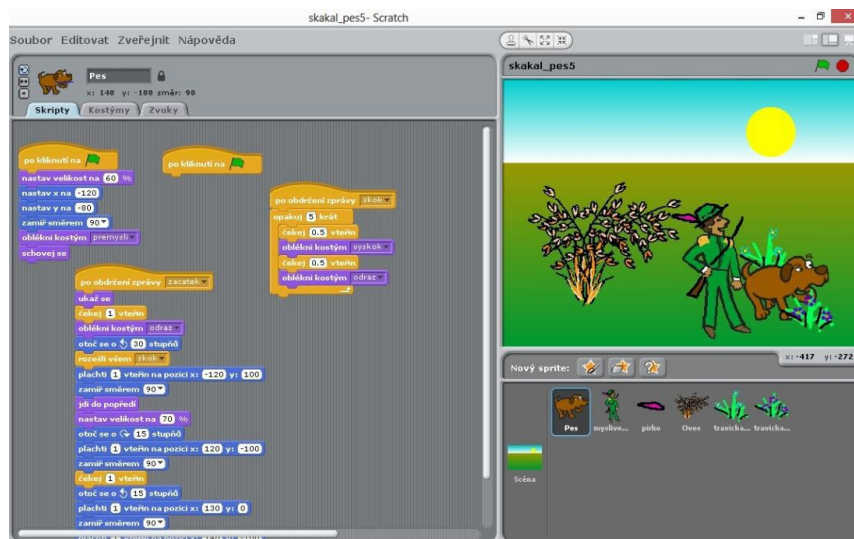 skakal_pes5- Scratch
Soubor Editovat Zveřejnit Nápověda
Pes
x: 140 y: -100 směr: 90
Skripty Kostýmy Zvuky
po kliknutí na
nastav velikost na 60 %
nastav x na -120
nastav y na -80
zamiř směrem 90
oblékni kostým premysli
schovej se
po kliknutí na
po obdržení zprávy skok
opakuj 5 krát
čekej 0.5 vteřin
oblékni kostým vyskok
čekej 0.5 vteřin
oblékni kostým odraz
po obdržení zprávy zacatek
ukaž se
čekej 1 vteřin
oblékni kostým odraz
otoč se o 30 stupňů
rozešli všem skok
plachti 1 vteřin na pozici x: -120 y: 100
zamiř směrem 90
jdi do popředí
nastav velikost na 70 %
otoč se o 15 stupňů
plachti 1 vteřin na pozici x: 120 y: -100
zamiř směrem 90
čekej 1 vteřin
otoč se o 15 stupňů
plachti 1 vteřin na pozici x: 130 y: 0
zamiř směrem 90
skakal_pes5
x: -417 y: -272
Nový sprite:
Pes myslive... pirko Oves travicka... travicka...
Scéna